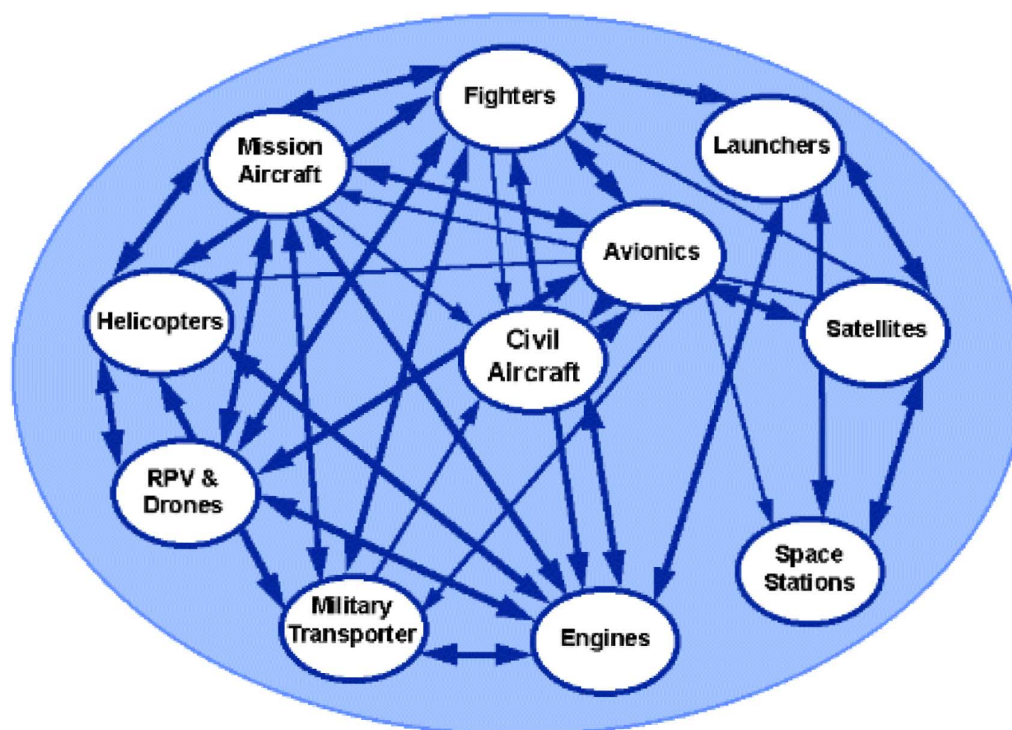 Fighters
Mission
Aircraft
Launchers
Avionics
Helicopters
Satellites
Civil
Aircraft
RPV &
Drones
Space
Stations
Military
Transporter
Engines